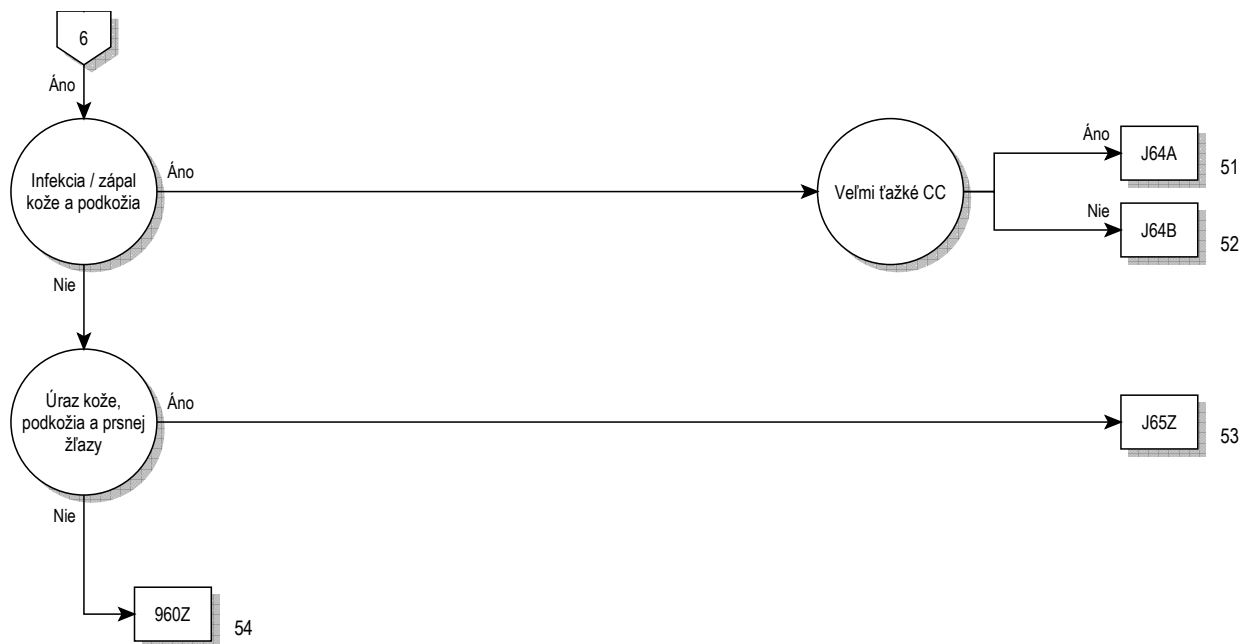 6
Áno
Infekcia / zápal
kože a podkožia
Áno
Veľmi ťažké CC
Áno
J64A
51
Nie
J64B
52
Nie
Úraz kože,
podkožia a prsnej
žľazy
Áno
J65Z
53
Nie
960Z
54